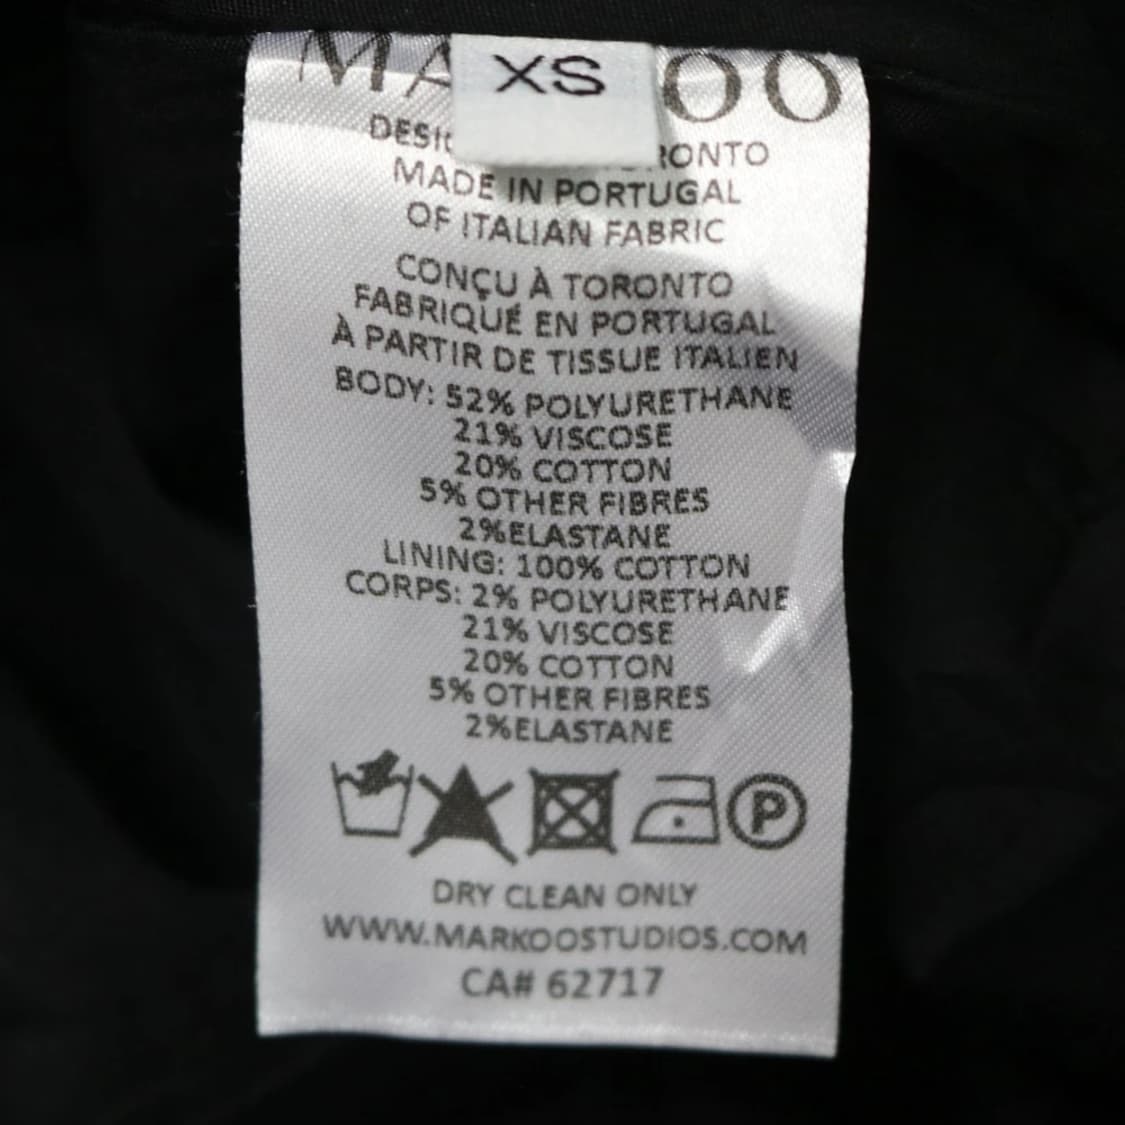 XS
OO
RONTO
MADE IN PORTUGAL
OF ITALIAN FABRIC
CONÇU À TORONTO
FABRIQUÉ EN PORTUGAL
À PARTIR DE TISSUE ITALIEN
BODY: 52% POLYURETHANE
21% VISCOSE
20% COTTON
5% OTHER FIBRES
2%ELASTANE
LINING: 100% COTTON
CORPS: 2% POLYURETHANE
21% VISCOSE
20% COTTON
5% OTHER FIBRES
2%ELASTANE
P
DRY CLEAN ONLY
WWW.MARKOOSTUDIOS.COM
CA# 62717